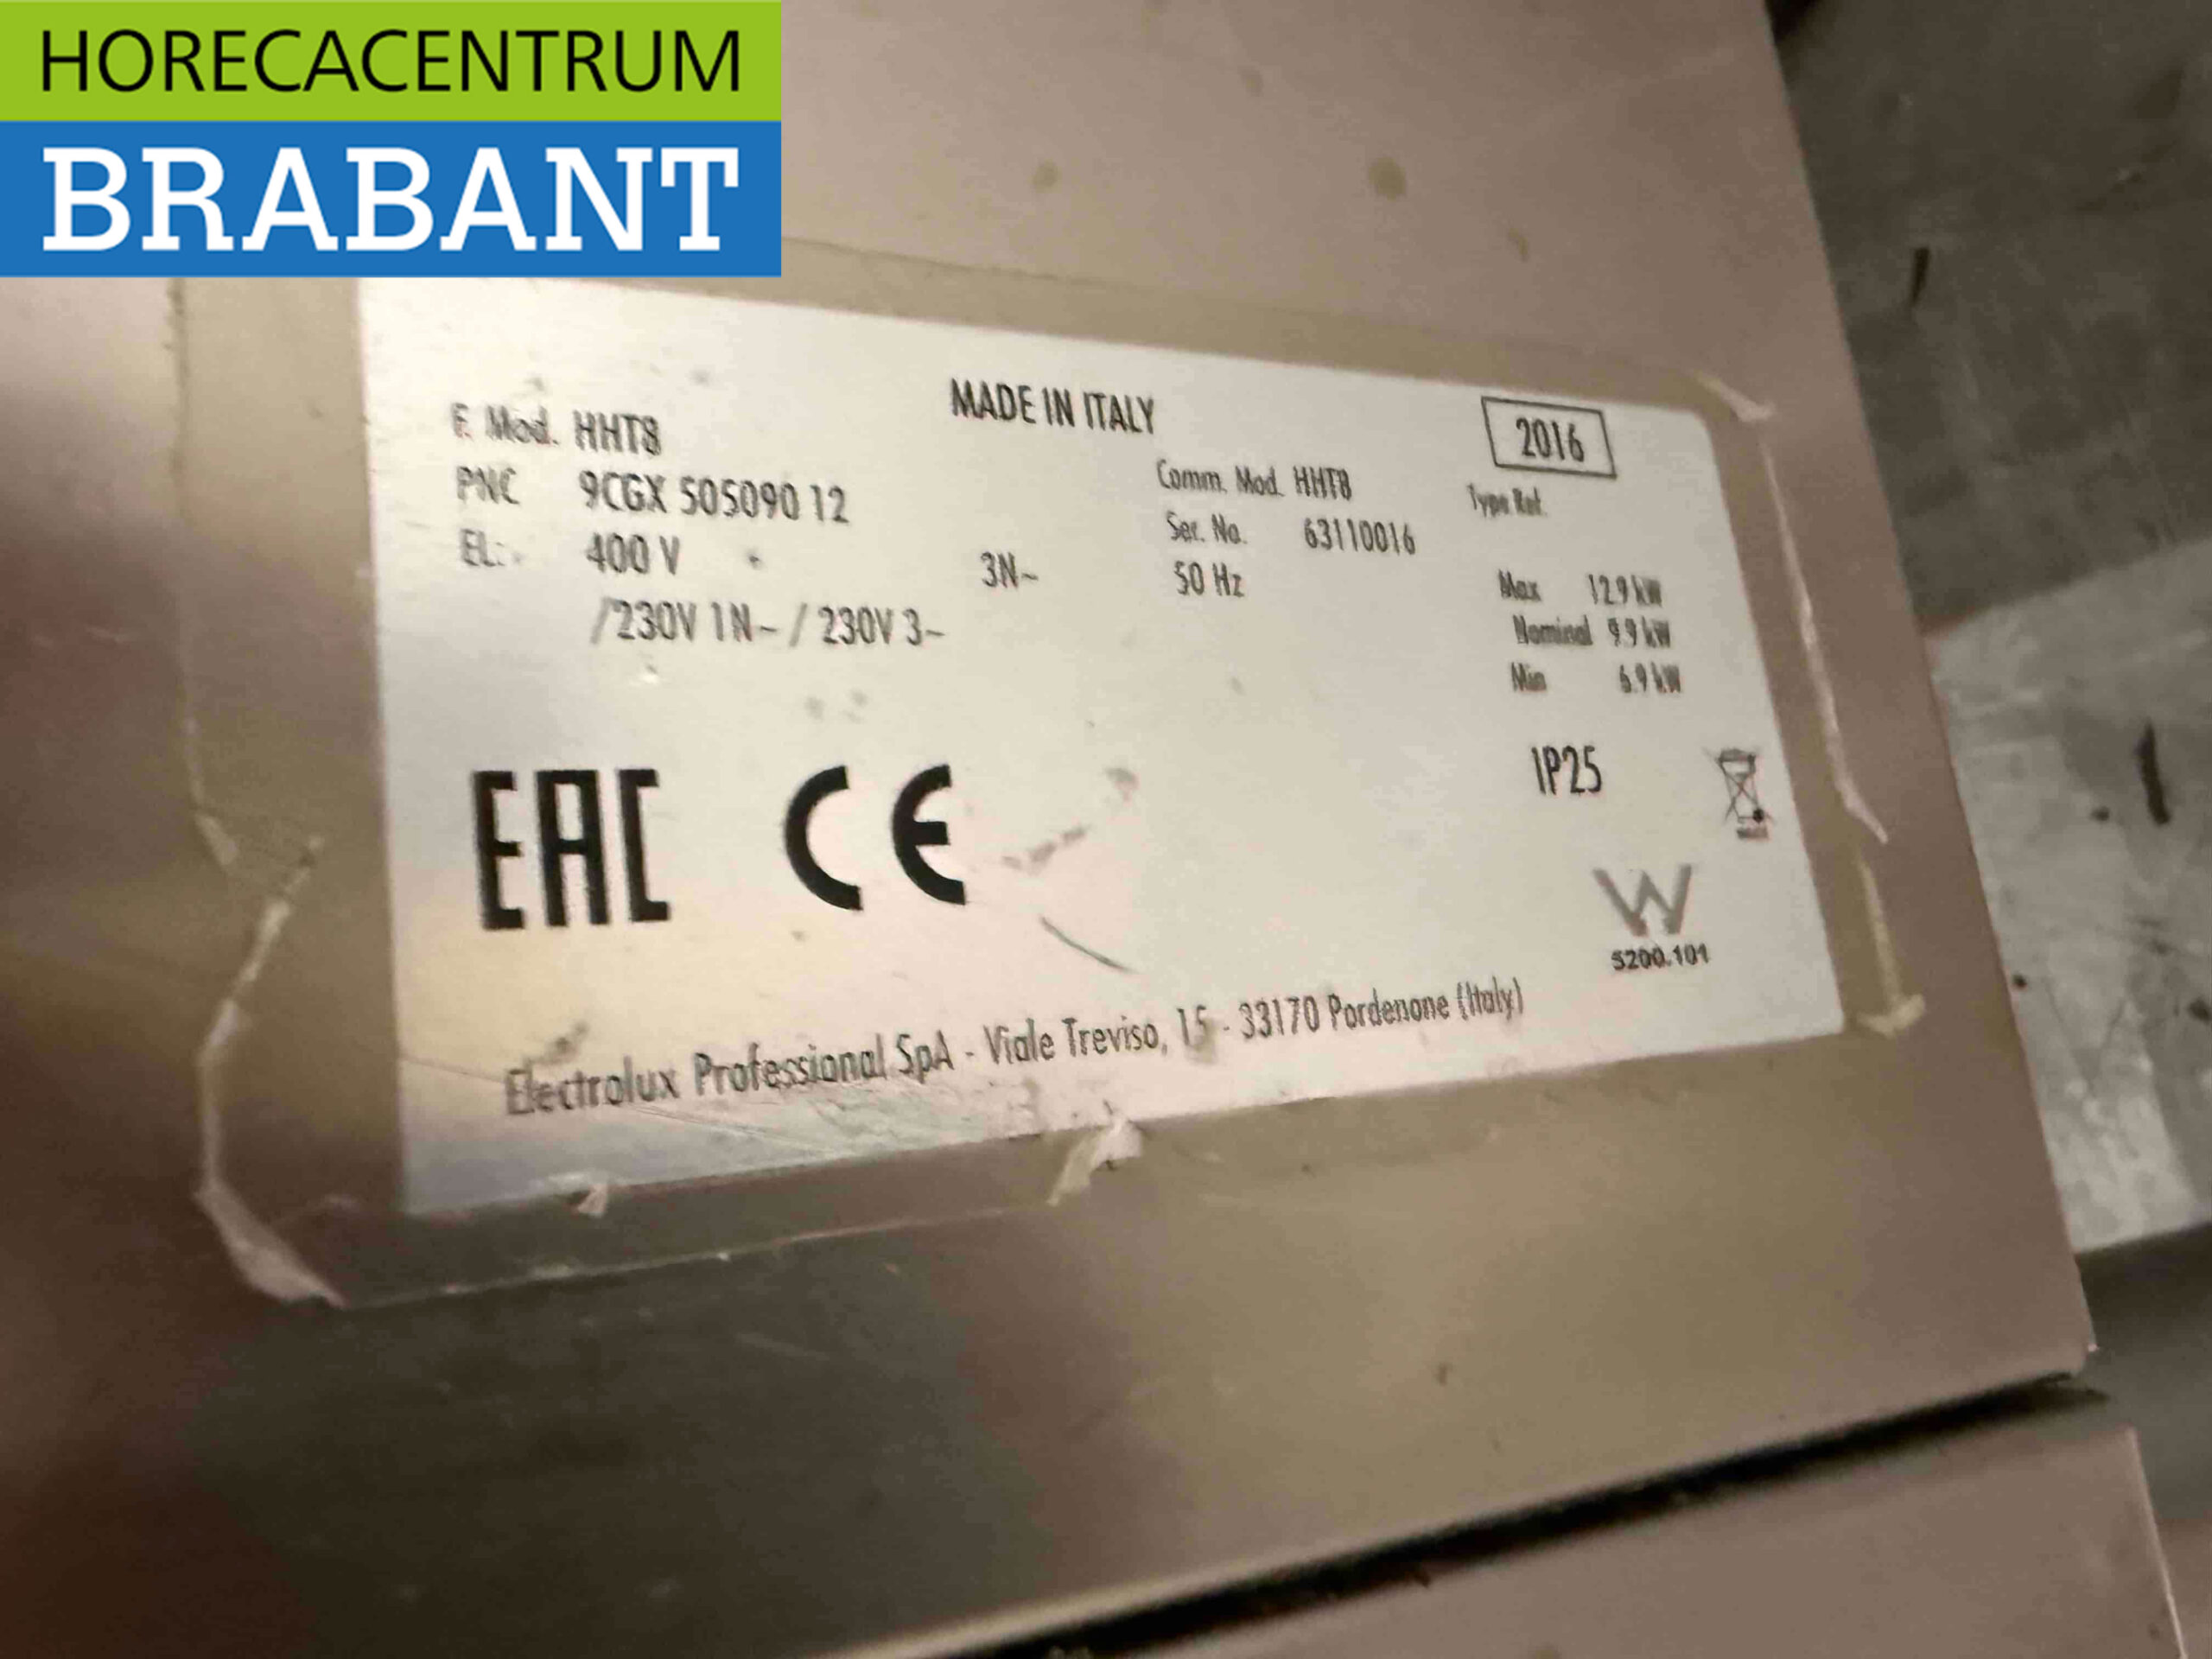 HORECACENTRUM
BRABANT
MADE IN ITALY
2016
F. Mod. HHT8
Comm. Mod. HHT8
Type Ref.
PNC 9CGX 505090 12
Ser. No. 63110016
EL: 400 V 3N~ 50 Hz
Max 12.9 kW
/230V 1N~ / 230V 3~
Nominal 9.9 kW
Min 6.9 kW
IP25
EAC CE
W
5200.101
Electrolux Professional SpA - Viale Treviso, 15 - 33170 Pordenone (Italy)